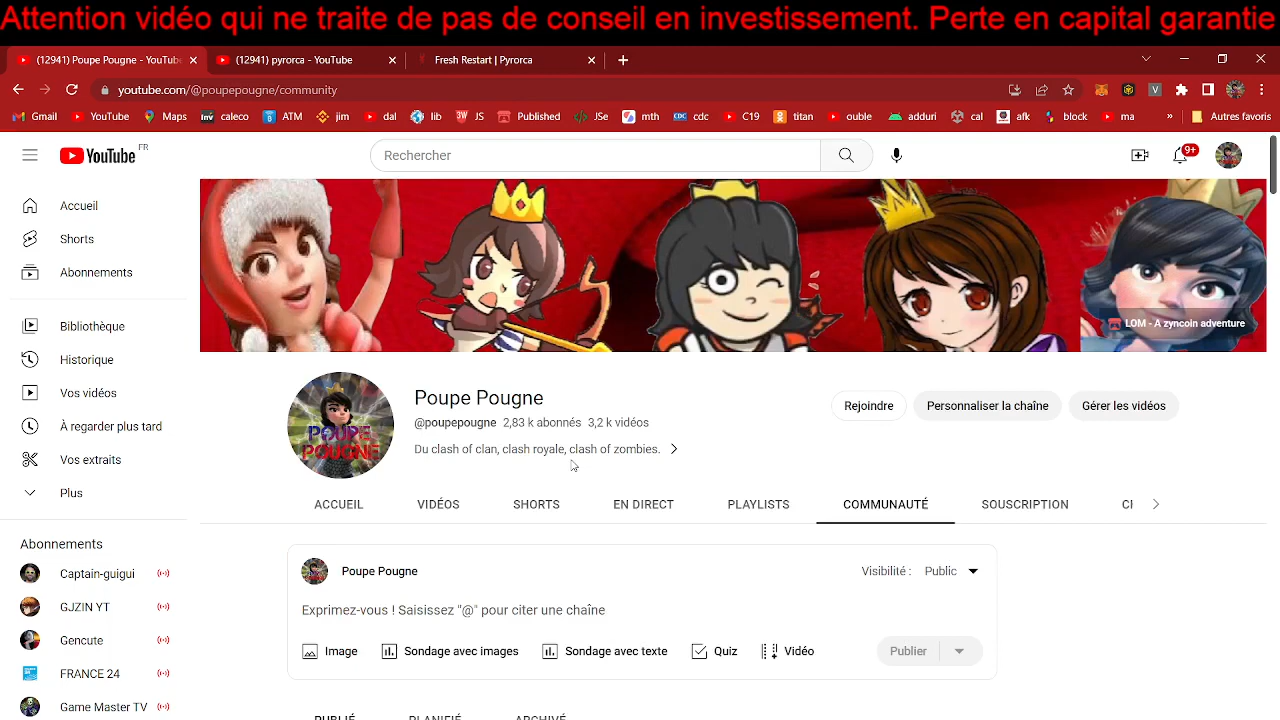 Attention vidéo qui ne traite de pas de conseil en investissement. Perte en capital garantie
(12941) Poupe Pougne - YouTub
(12941) pyrorca - YouTube
Fresh Restart | Pyrorca
youtube.com/@poupepougne/community
Gmail YouTube Maps caleco ATM jim dal lib JS Published JSe mth cdc C19 titan ouble adduri cal afk block ma » Autres favoris
YouTube FR
Rechercher
9+
Accueil
Shorts
Abonnements
Bibliothèque
Historique
Vos vidéos
À regarder plus tard
Vos extraits
Plus
Abonnements
Captain-guigui
GJZIN YT
Gencute
FRANCE 24
Game Master TV
LOM - A zyncoin adventure
POUPE
POUGNE
Poupe Pougne
@poupepougne 2,83 k abonnés 3,2 k vidéos
Du clash of clan, clash royale, clash of zombies.
Rejoindre
Personnaliser la chaîne
Gérer les vidéos
ACCUEIL VIDÉOS SHORTS EN DIRECT PLAYLISTS COMMUNAUTÉ SOUSCRIPTION CI
Poupe Pougne
Visibilité : Public
Exprimez-vous ! Saisissez "@" pour citer une chaîne
Image Sondage avec images Sondage avec texte Quiz Vidéo
Publier
PUBLIÉ PLANIFIÉ ARCHIVÉ